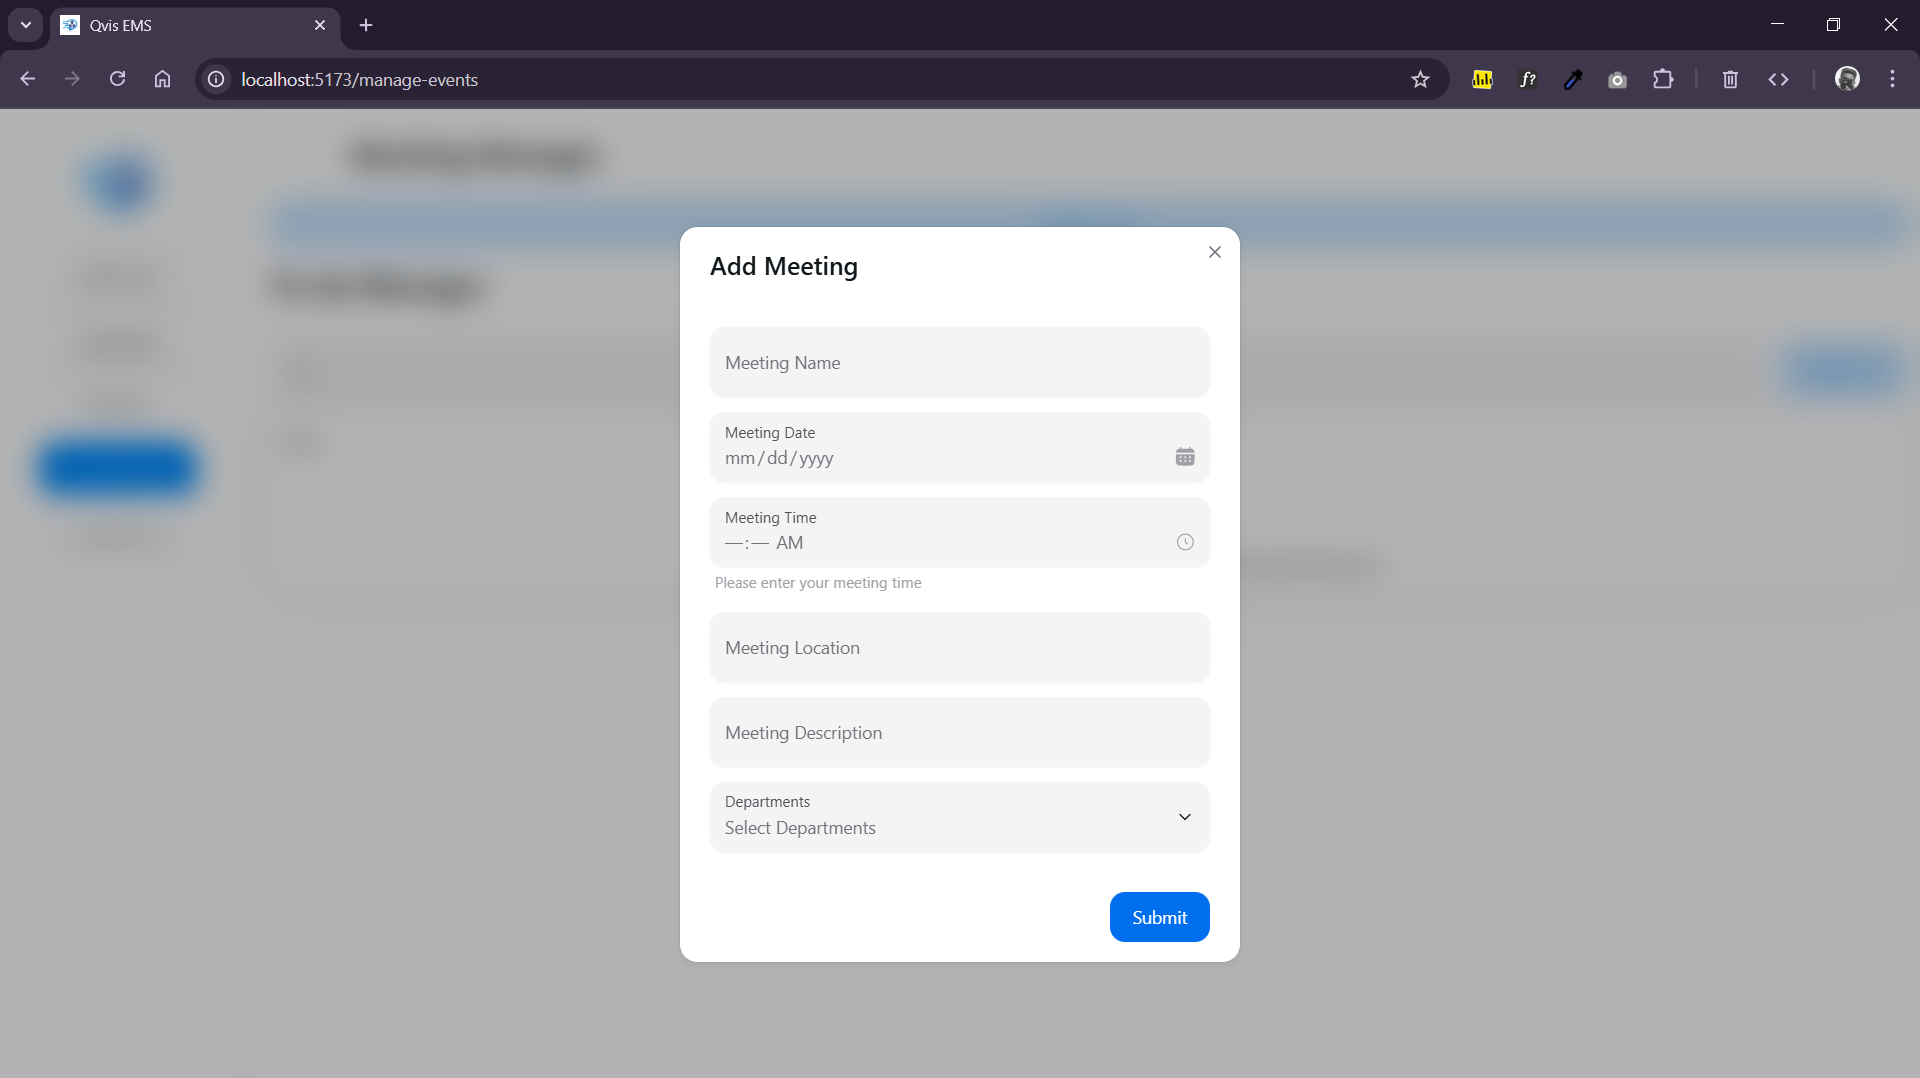 Qvis EMS
localhost:5173/manage-events
f?
Add Meeting
Meeting Name
Meeting Date
mm/dd/yyyy
Meeting Time
––:–– AM
Please enter your meeting time
Meeting Location
Meeting Description
Departments
Select Departments
Submit